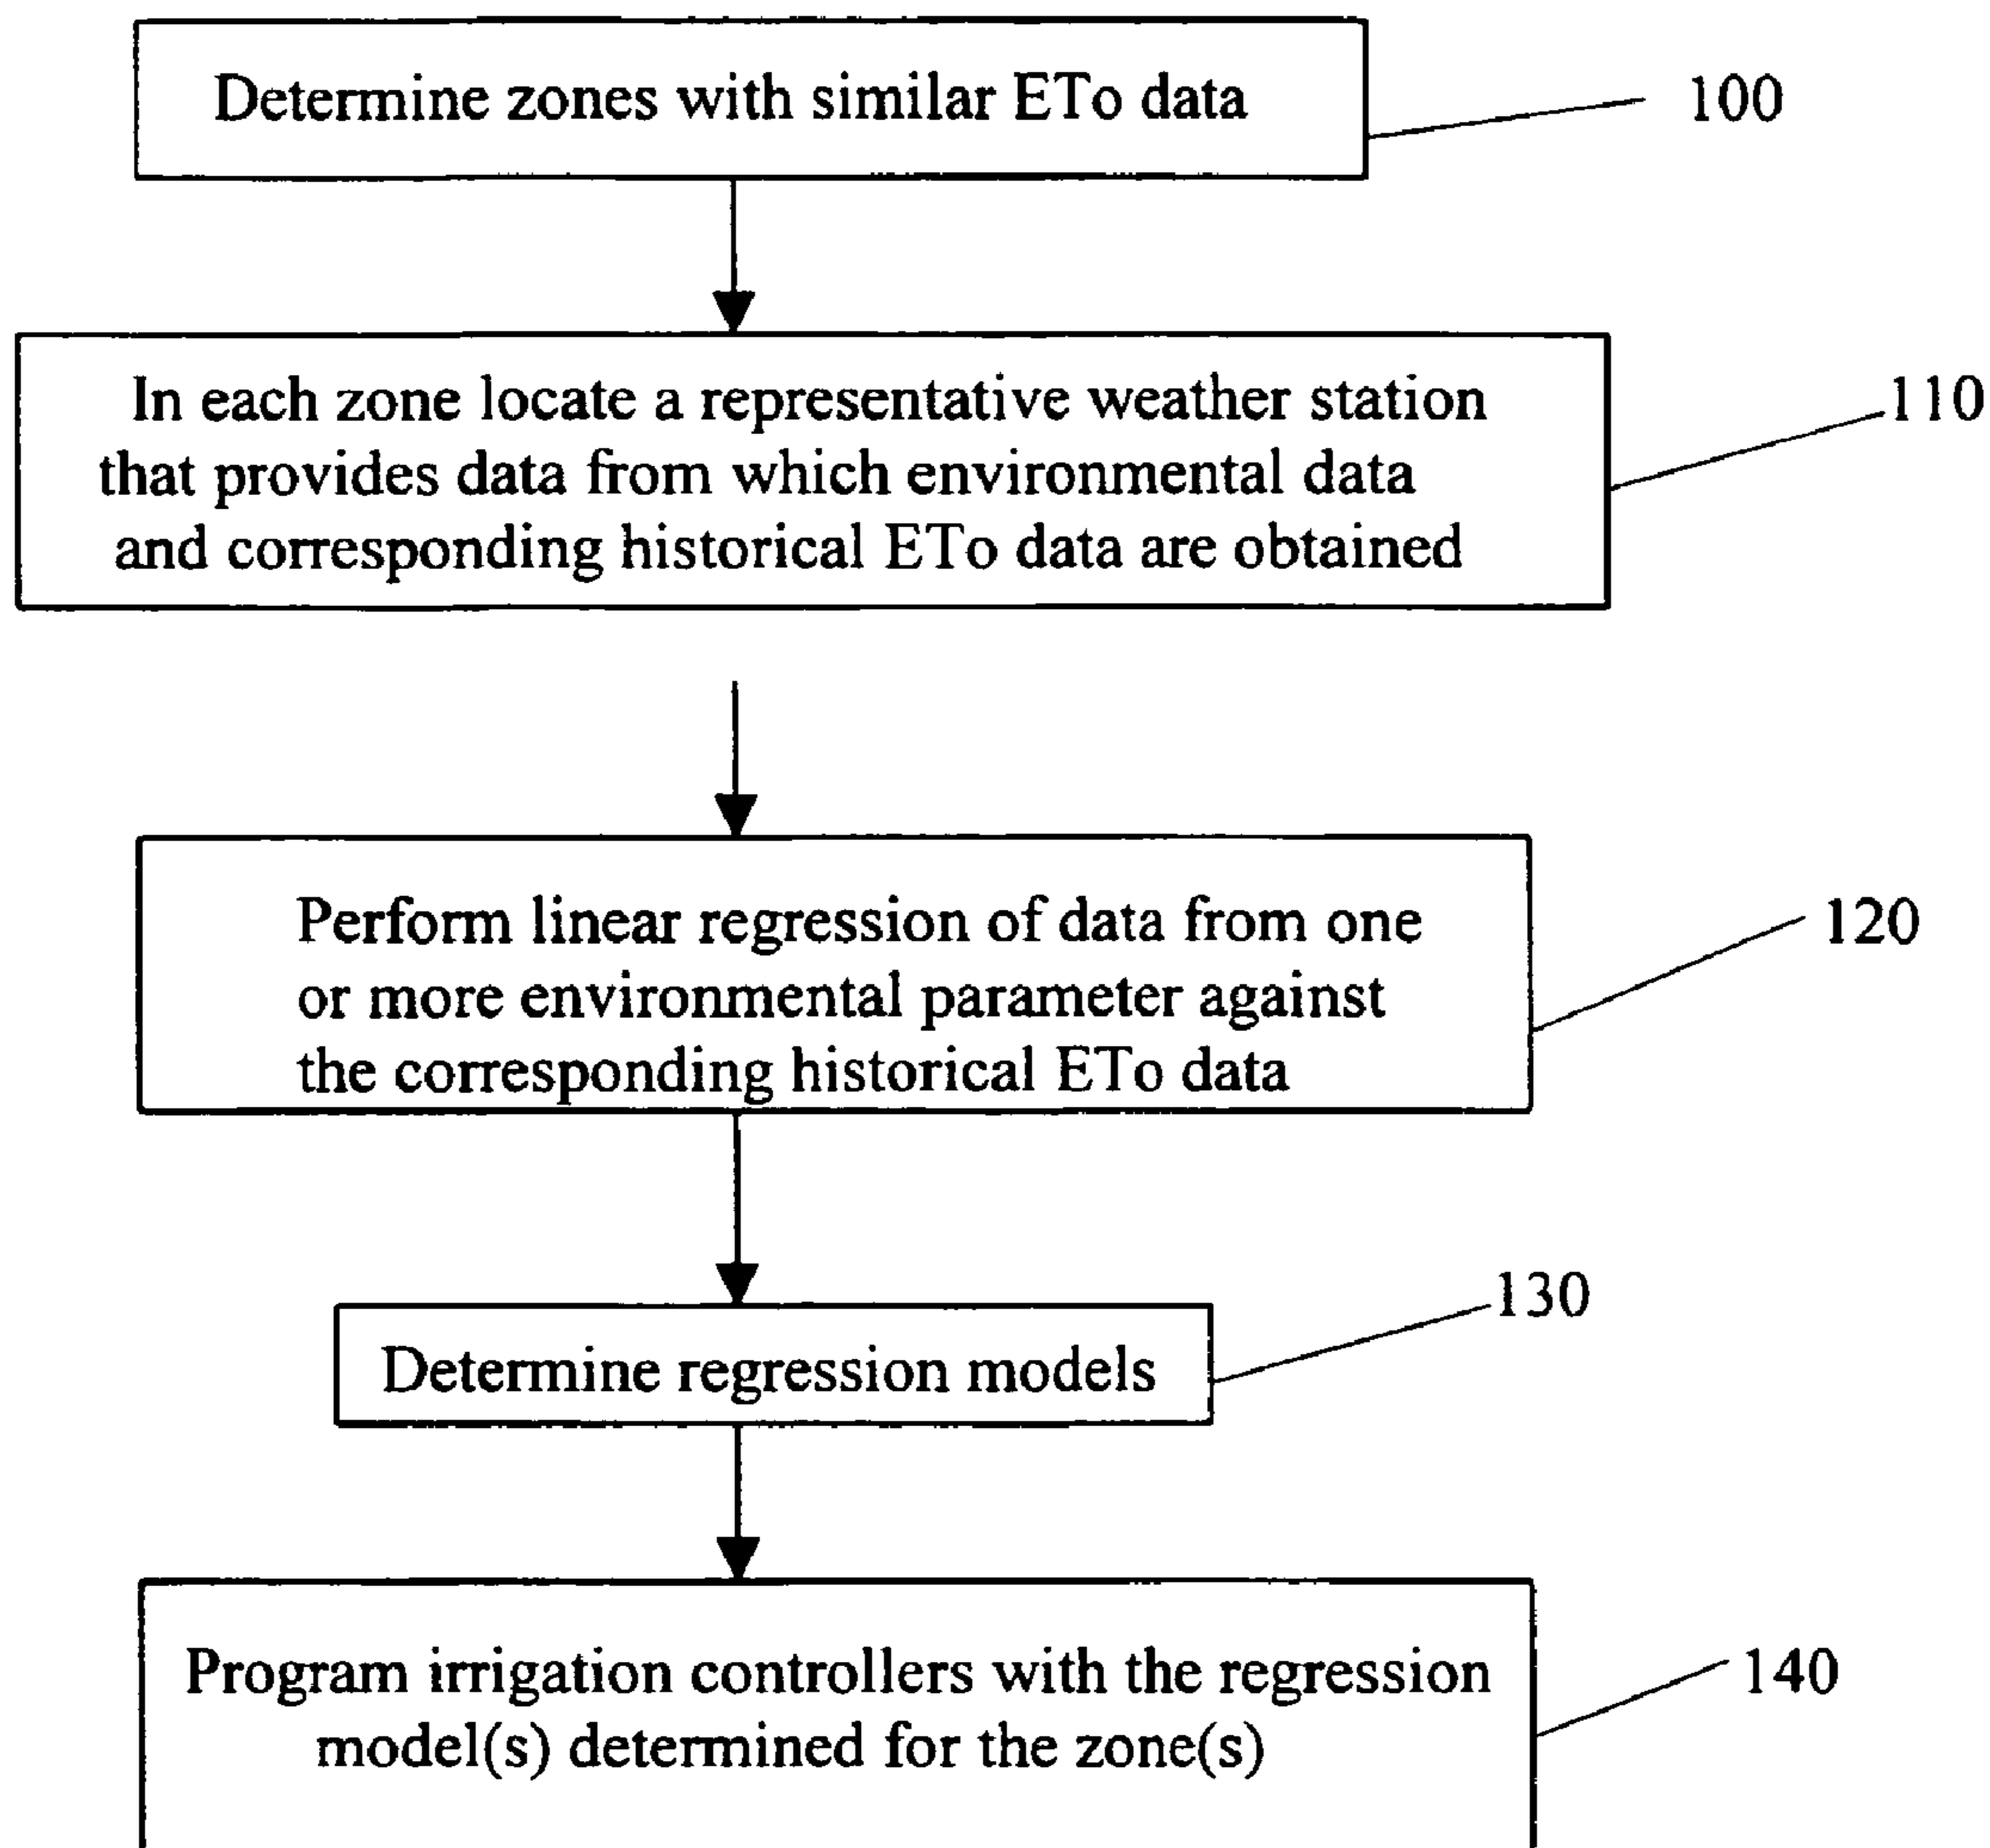 Determine zones with similar ETo data
100
In each zone locate a representative weather station
that provides data from which environmental data
and corresponding historical ETo data are obtained
110
Perform linear regression of data from one
or more environmental parameter against
the corresponding historical ETo data
120
Determine regression models
130
Program irrigation controllers with the regression
model(s) determined for the zone(s)
140